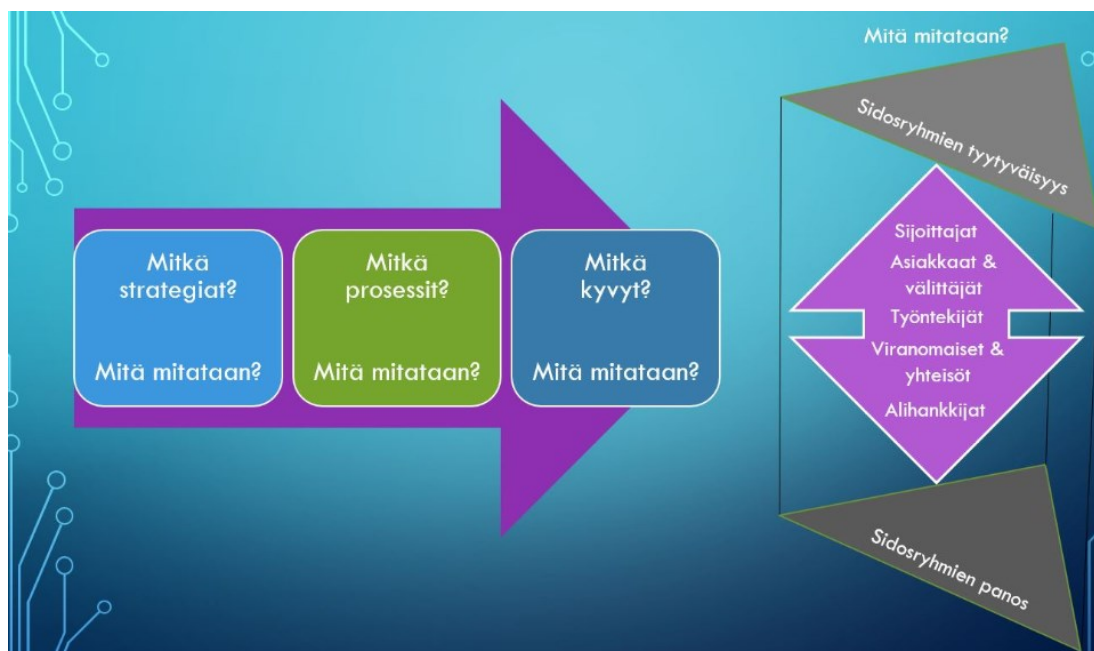 Mitä mitataan?
Sidosryhmien tyytyväisyys
Mitkä
strategiat?
Mitä mitataan?
Mitkä
prosessit?
Mitä mitataan?
Mitkä
kyvyt?
Mitä mitataan?
Sijoittajat
Asiakkaat &
välittäjät
Työntekijät
Viranomaiset &
yhteisöt
Alihankkijat
Sidosryhmien panos